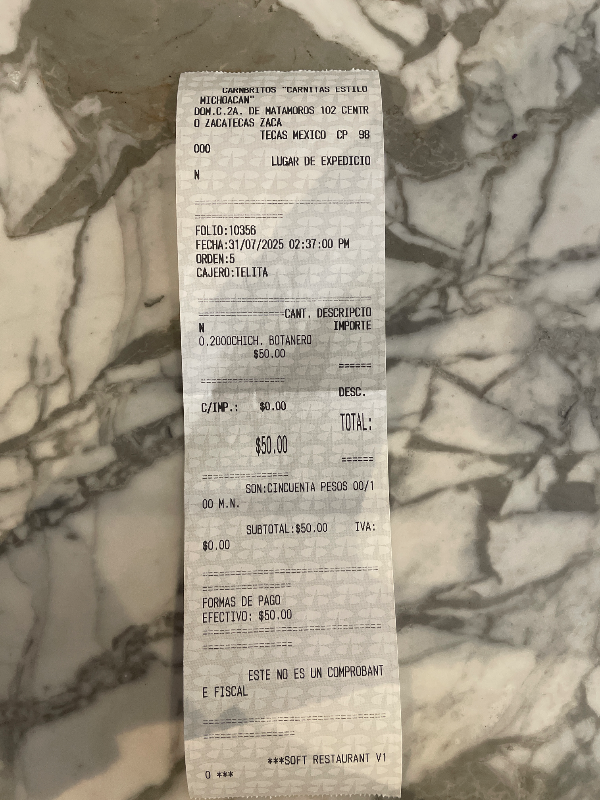 CARNBRITOS "CARNITAS ESTILO
MICHOACAN"
DOM.C.2A. DE MATAMOROS 102 CENTR
O ZACATECAS ZACA
TECAS MEXICO CP 98
000
LUGAR DE EXPEDICIO
N
================================
================
FOLIO:10356
FECHA:31/07/2025 02:37:00 PM
ORDEN:5
CAJERO:TELITA
================================
================CANT. DESCRIPCIO
N IMPORTE
0.2000CHICH. BOTANERO
$50.00
======
================
DESC.
C/IMP.: $0.00
TOTAL:
$50.00
======
================
SON:CINCUENTA PESOS 00/1
00 M.N.
SUBTOTAL:$50.00 IVA:
$0.00
================================
================
FORMAS DE PAGO
EFECTIVO: $50.00
================================
================
ESTE NO ES UN COMPROBANT
E FISCAL
================================
================
***SOFT RESTAURANT V1
0 ***